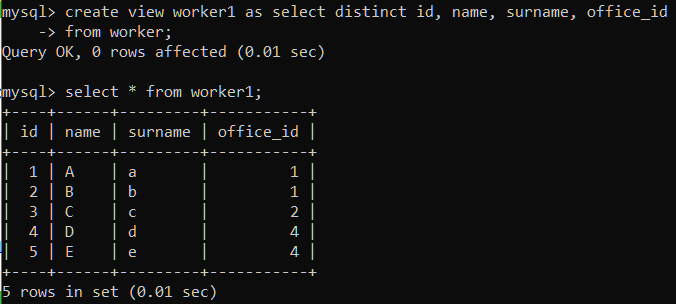 mysql> create view worker1 as select distinct id, name, surname, office_id
    -> from worker;
Query OK, 0 rows affected (0.01 sec)

mysql> select * from worker1;
+----+------+---------+-----------+
| id | name | surname | office_id |
+----+------+---------+-----------+
|  1 | A    | a       |         1 |
|  2 | B    | b       |         1 |
|  3 | C    | c       |         2 |
|  4 | D    | d       |         4 |
|  5 | E    | e       |         4 |
+----+------+---------+-----------+
5 rows in set (0.01 sec)